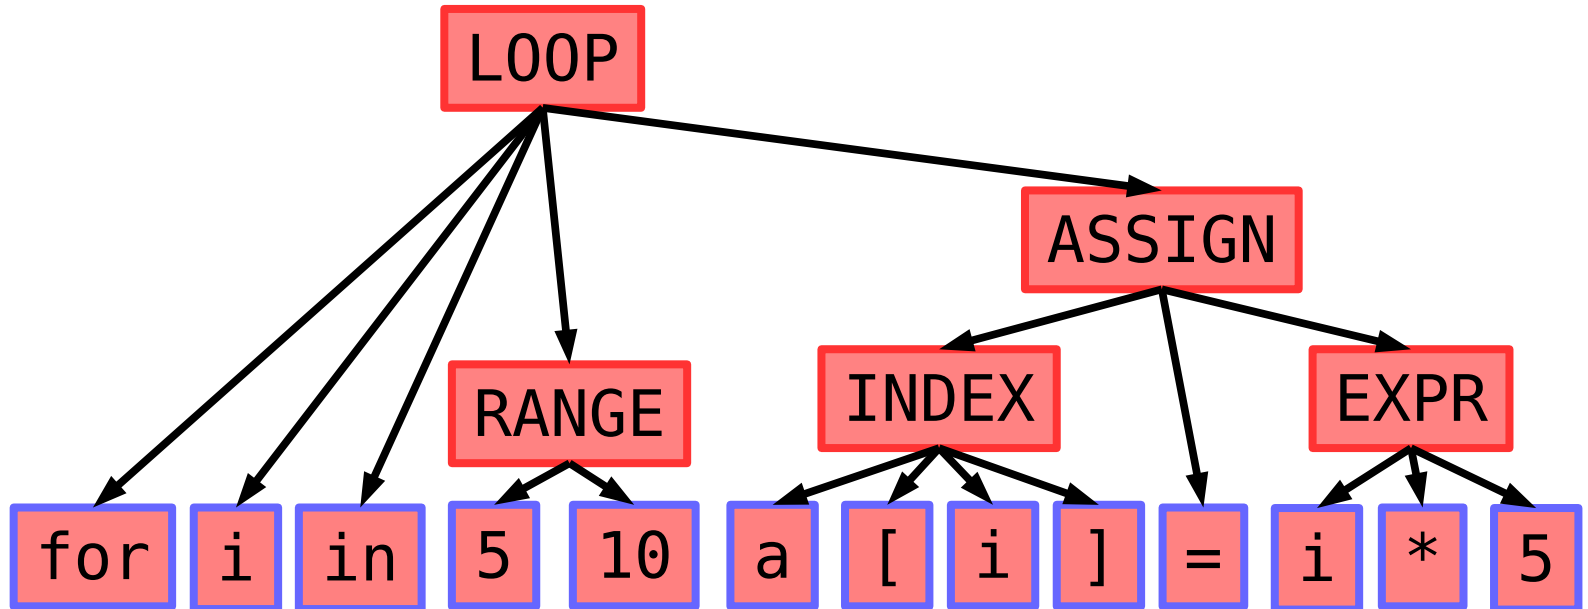 LOOP
ASSIGN
RANGE INDEX EXPR
for i in 5 10 a [ i ] = i * 5